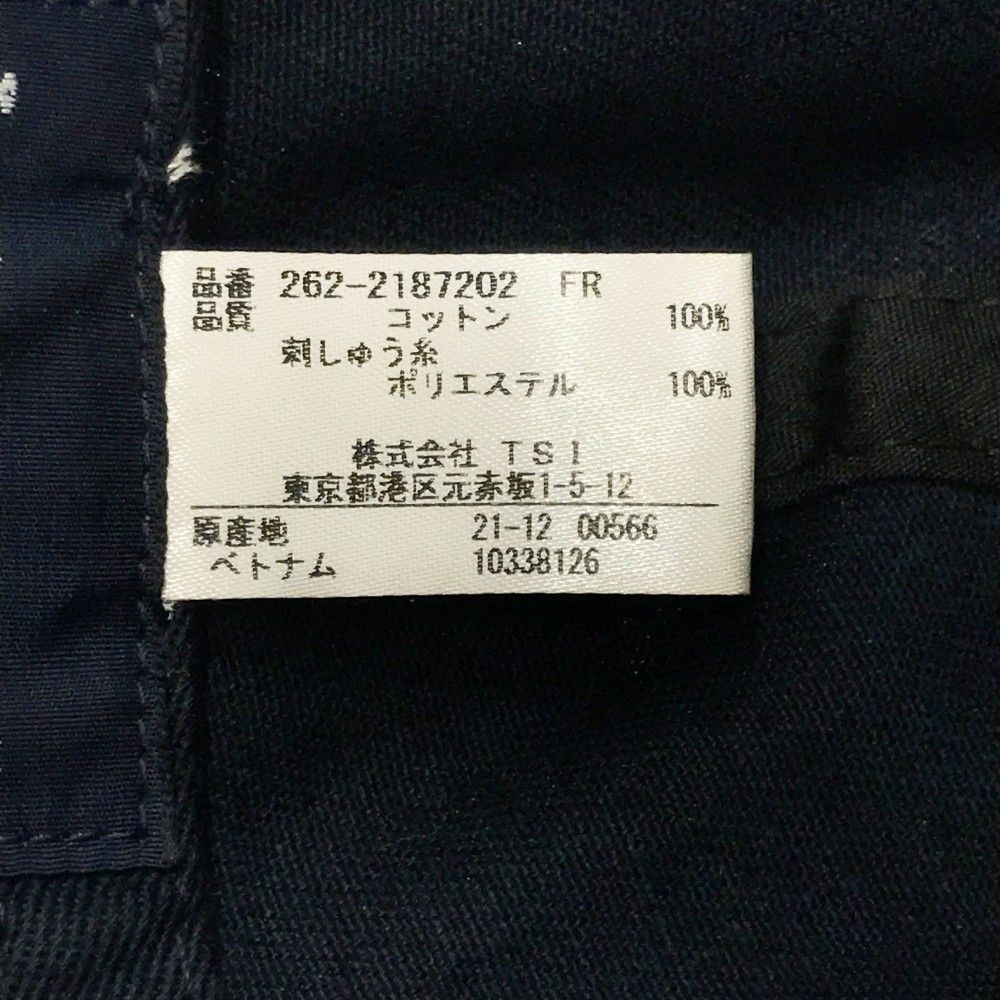 品番 262-2187202 FR
品質 コットン 100%
刺しゅう糸
ポリエステル 100%
株式会社 TSI
東京都港区元赤坂1-5-12
原産地 21-12 00566
ベトナム 10338126